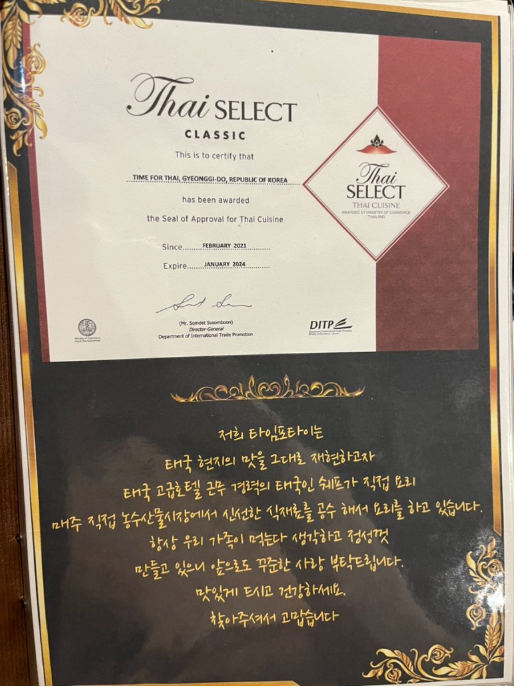 Thai SELECT
CLASSIC
This is to certify that
TIME FOR THAI, GYEONGGI-DO, REPUBLIC OF KOREA
has been awarded
the Seal of Approval for Thai Cuisine
Since......FEBRUARY 2021......
Expire......JANUARY 2024......
(Mr. Somdet Susomboon)
Director-General
Department of International Trade Promotion
DITP
Thai
SELECT
THAI CUISINE
AWARDED BY MINISTRY OF COMMERCE
THAILAND
저희 타임포타이는
태국 현지의 맛을 그대로 재현하고자
태국 고급호텔 근무 경력의 태국인 쉐프가 직접 요리
매주 직접 농수산물시장에서 신선한 식재료를 공수 해서 요리를 하고 있습니다.
항상 우리 가족이 먹는다 생각하고 정성껏
만들고 있으니 앞으로도 꾸준한 사랑 부탁드립니다.
맛있게 드시고 건강하세요.
찾아주셔서 고맙습니다